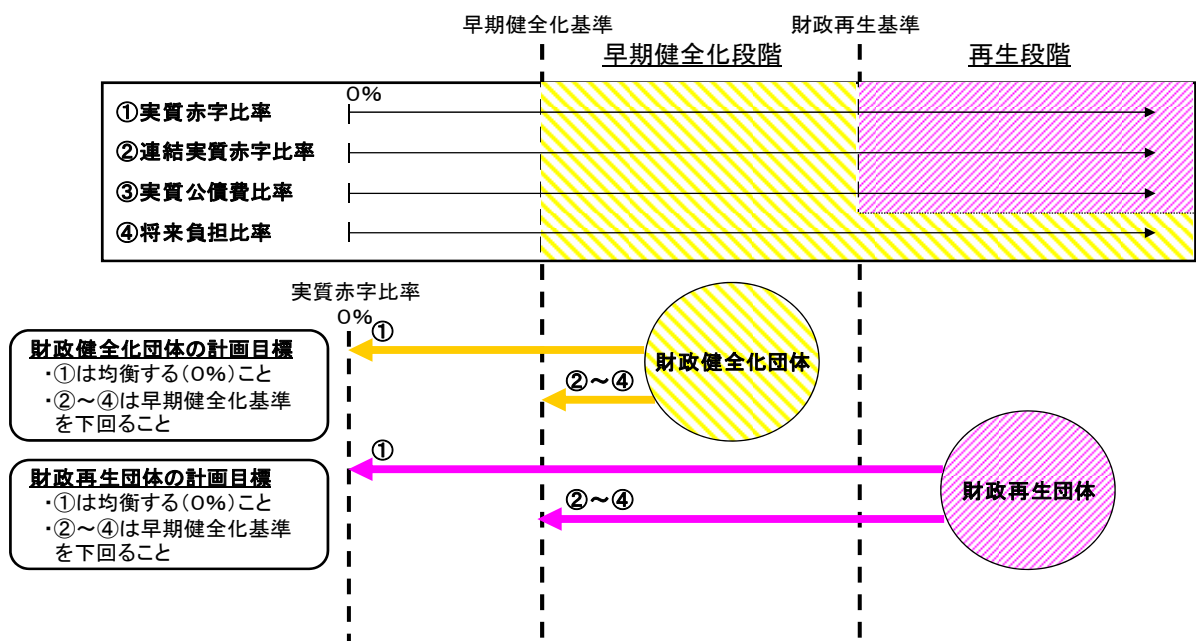 早期健全化基準
財政再生基準
早期健全化段階
再生段階
0%
①実質赤字比率
②連結実質赤字比率
③実質公債費比率
④将来負担比率
実質赤字比率
0%
①
財政健全化団体
②～④
財政健全化団体の計画目標
・①は均衡する(0%)こと
・②～④は早期健全化基準
を下回ること
①
財政再生団体
②～④
財政再生団体の計画目標
・①は均衡する(0%)こと
・②～④は早期健全化基準
を下回ること